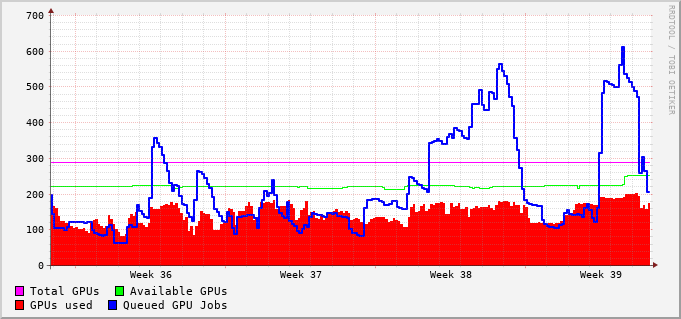 700
600
500
400
300
200
100
0
Week 36 Week 37 Week 38 Week 39
Total GPUs Available GPUs
GPUs used Queued GPU Jobs
RRDTOOL / TOBI OETIKER